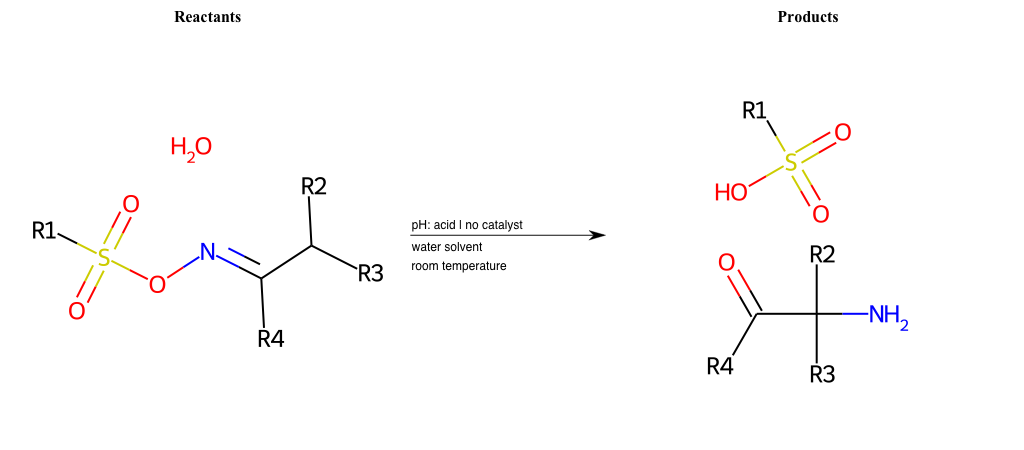 Reactants
Products
H2O
R1
O
S
O
O
N
R2
R3
R4
pH: acid | no catalyst
water solvent
room temperature
R1
O
S
HO
O
O
R2
NH2
R4
R3